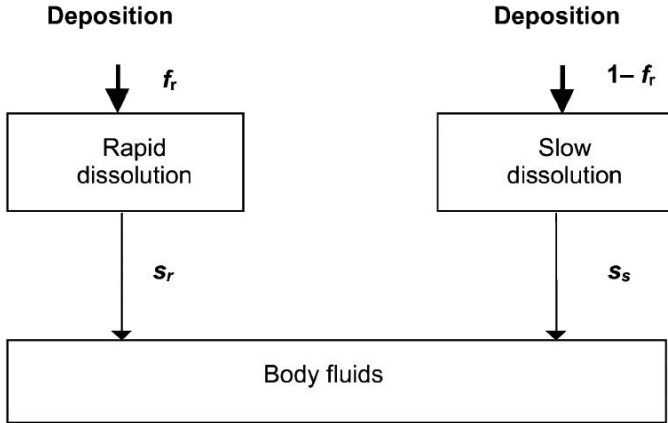 Deposition
Deposition
fr
1– fr
Rapid
dissolution
Slow
dissolution
sr
ss
Body fluids